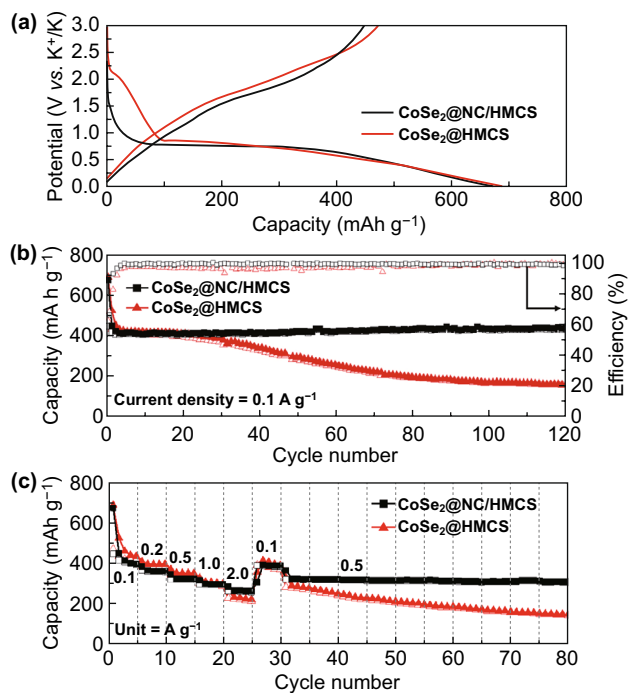 (a)
3.0
2.5
2.0
1.5
1.0
0.5
0.0
Potential (V vs. K⁺/K)
CoSe₂@NC/HMCS
CoSe₂@HMCS
0 200 400 600 800
Capacity (mAh g⁻¹)
(b)
800
600
400
200
0
Capacity (mA h g⁻¹)
CoSe₂@NC/HMCS
CoSe₂@HMCS
Current density = 0.1 A g⁻¹
100
80
60
40
20
0
Efficiency (%)
0 20 40 60 80 100 120
Cycle number
(c)
800
600
400
200
0
Capacity (mAh g⁻¹)
CoSe₂@NC/HMCS
CoSe₂@HMCS
0.1
0.2
0.5
1.0
2.0
0.1
0.5
Unit = A g⁻¹
0 10 20 30 40 50 60 70 80
Cycle number